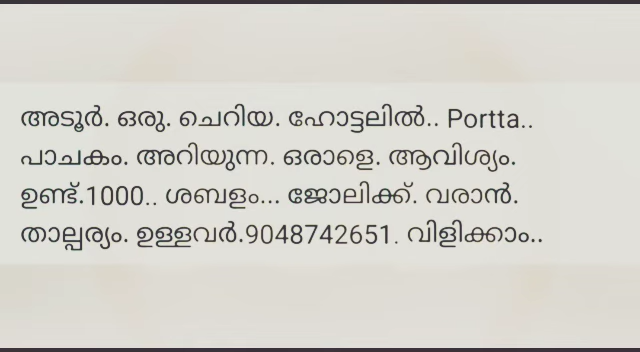 അടൂർ. ഒരു. ചെറിയ. ഹോട്ടലിൽ.. Portta..
പാചകം. അറിയുന്ന. ഒരാളെ. ആവിശ്യം.
ഉണ്ട്.1000.. ശബളം... ജോലിക്ക്. വരാൻ.
താല്പര്യം. ഉള്ളവർ.9048742651. വിളിക്കാം..